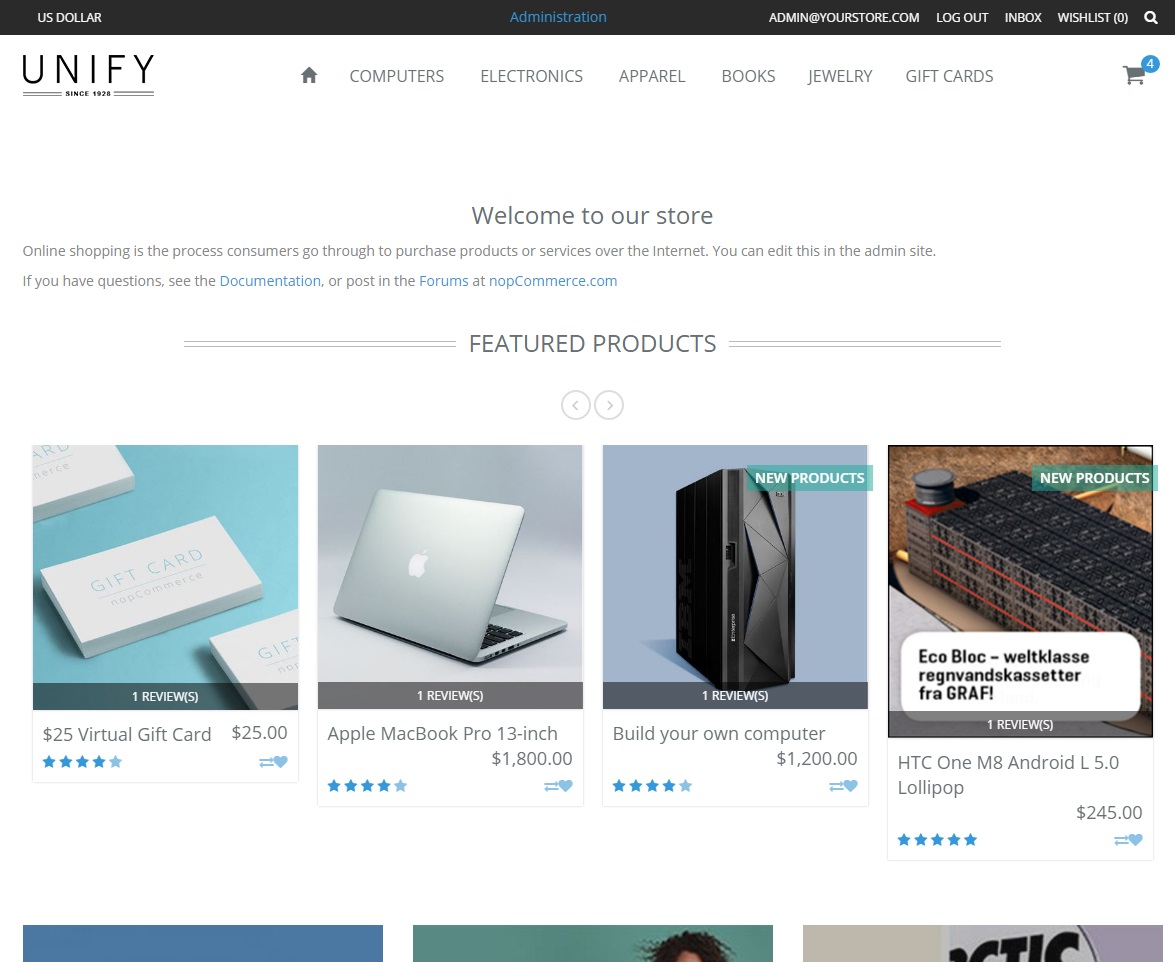 US DOLLAR
Administration
ADMIN@YOURSTORE.COM LOG OUT INBOX WISHLIST (0)
UNIFY
SINCE 1928
COMPUTERS ELECTRONICS APPAREL BOOKS JEWELRY GIFT CARDS
4
Welcome to our store
Online shopping is the process consumers go through to purchase products or services over the Internet. You can edit this in the admin site.
If you have questions, see the Documentation, or post in the Forums at nopCommerce.com
FEATURED PRODUCTS
GIFT CARD
nopCommerce
1 REVIEW(S)
$25 Virtual Gift Card $25.00
1 REVIEW(S)
Apple MacBook Pro 13-inch
$1,800.00
NEW PRODUCTS
IBM
1 REVIEW(S)
Build your own computer
$1,200.00
NEW PRODUCTS
Eco Bloc – weltklasse
regnvandskassetter
fra GRAF!
1 REVIEW(S)
HTC One M8 Android L 5.0
Lollipop
$245.00